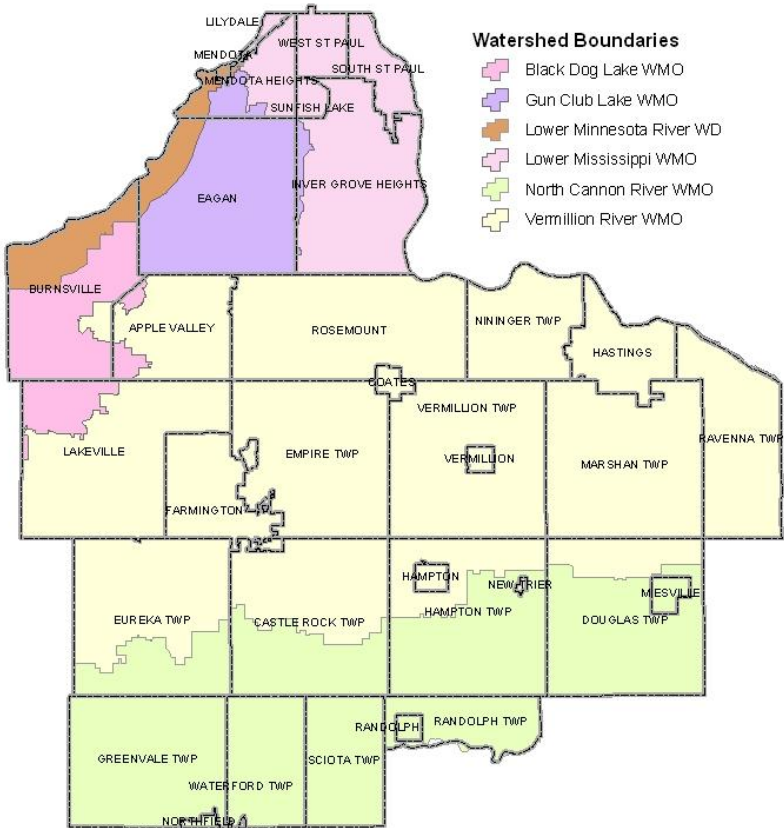 LILYDALE
WEST ST PAUL
MENDOTA
SOUTH ST PAUL
MENDOTA HEIGHTS
SUNFISH LAKE
Watershed Boundaries
Black Dog Lake WMO
Gun Club Lake WMO
Lower Minnesota River WD
Lower Mississippi WMO
North Cannon River WMO
Vermillion River WMO
EAGAN
INVER GROVE HEIGHTS
BURNSVILLE
APPLE VALLEY
ROSEMOUNT
NININGER TWP
HASTINGS
COATES
VERMILLION TWP
RAVENNA TWP
LAKEVILLE
EMPIRE TWP
VERMILLION
MARSHAN TWP
FARMINGTON
HAMPTON
NEW TRIER
MIESVILLE
EUREKA TWP
CASTLE ROCK TWP
HAMPTON TWP
DOUGLAS TWP
RANDOLPH
RANDOLPH TWP
GREENVALE TWP
SCIOTA TWP
WATERFORD TWP
NORTHFIELD